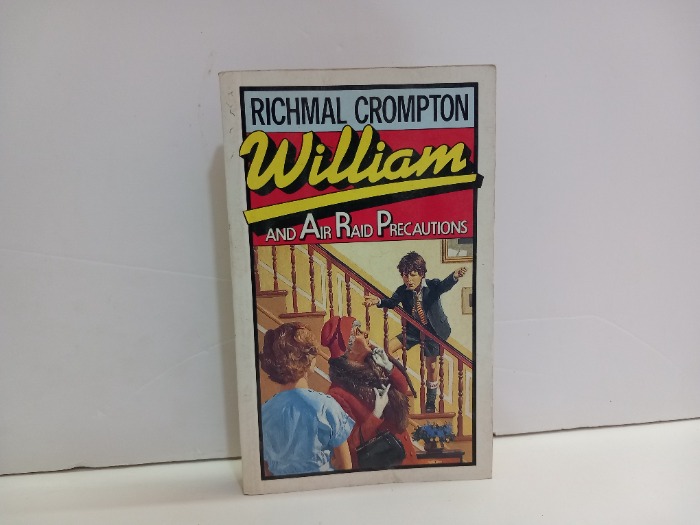 RICHMAL CROMPTON
William
AND AIR RAID PRECAUTIONS